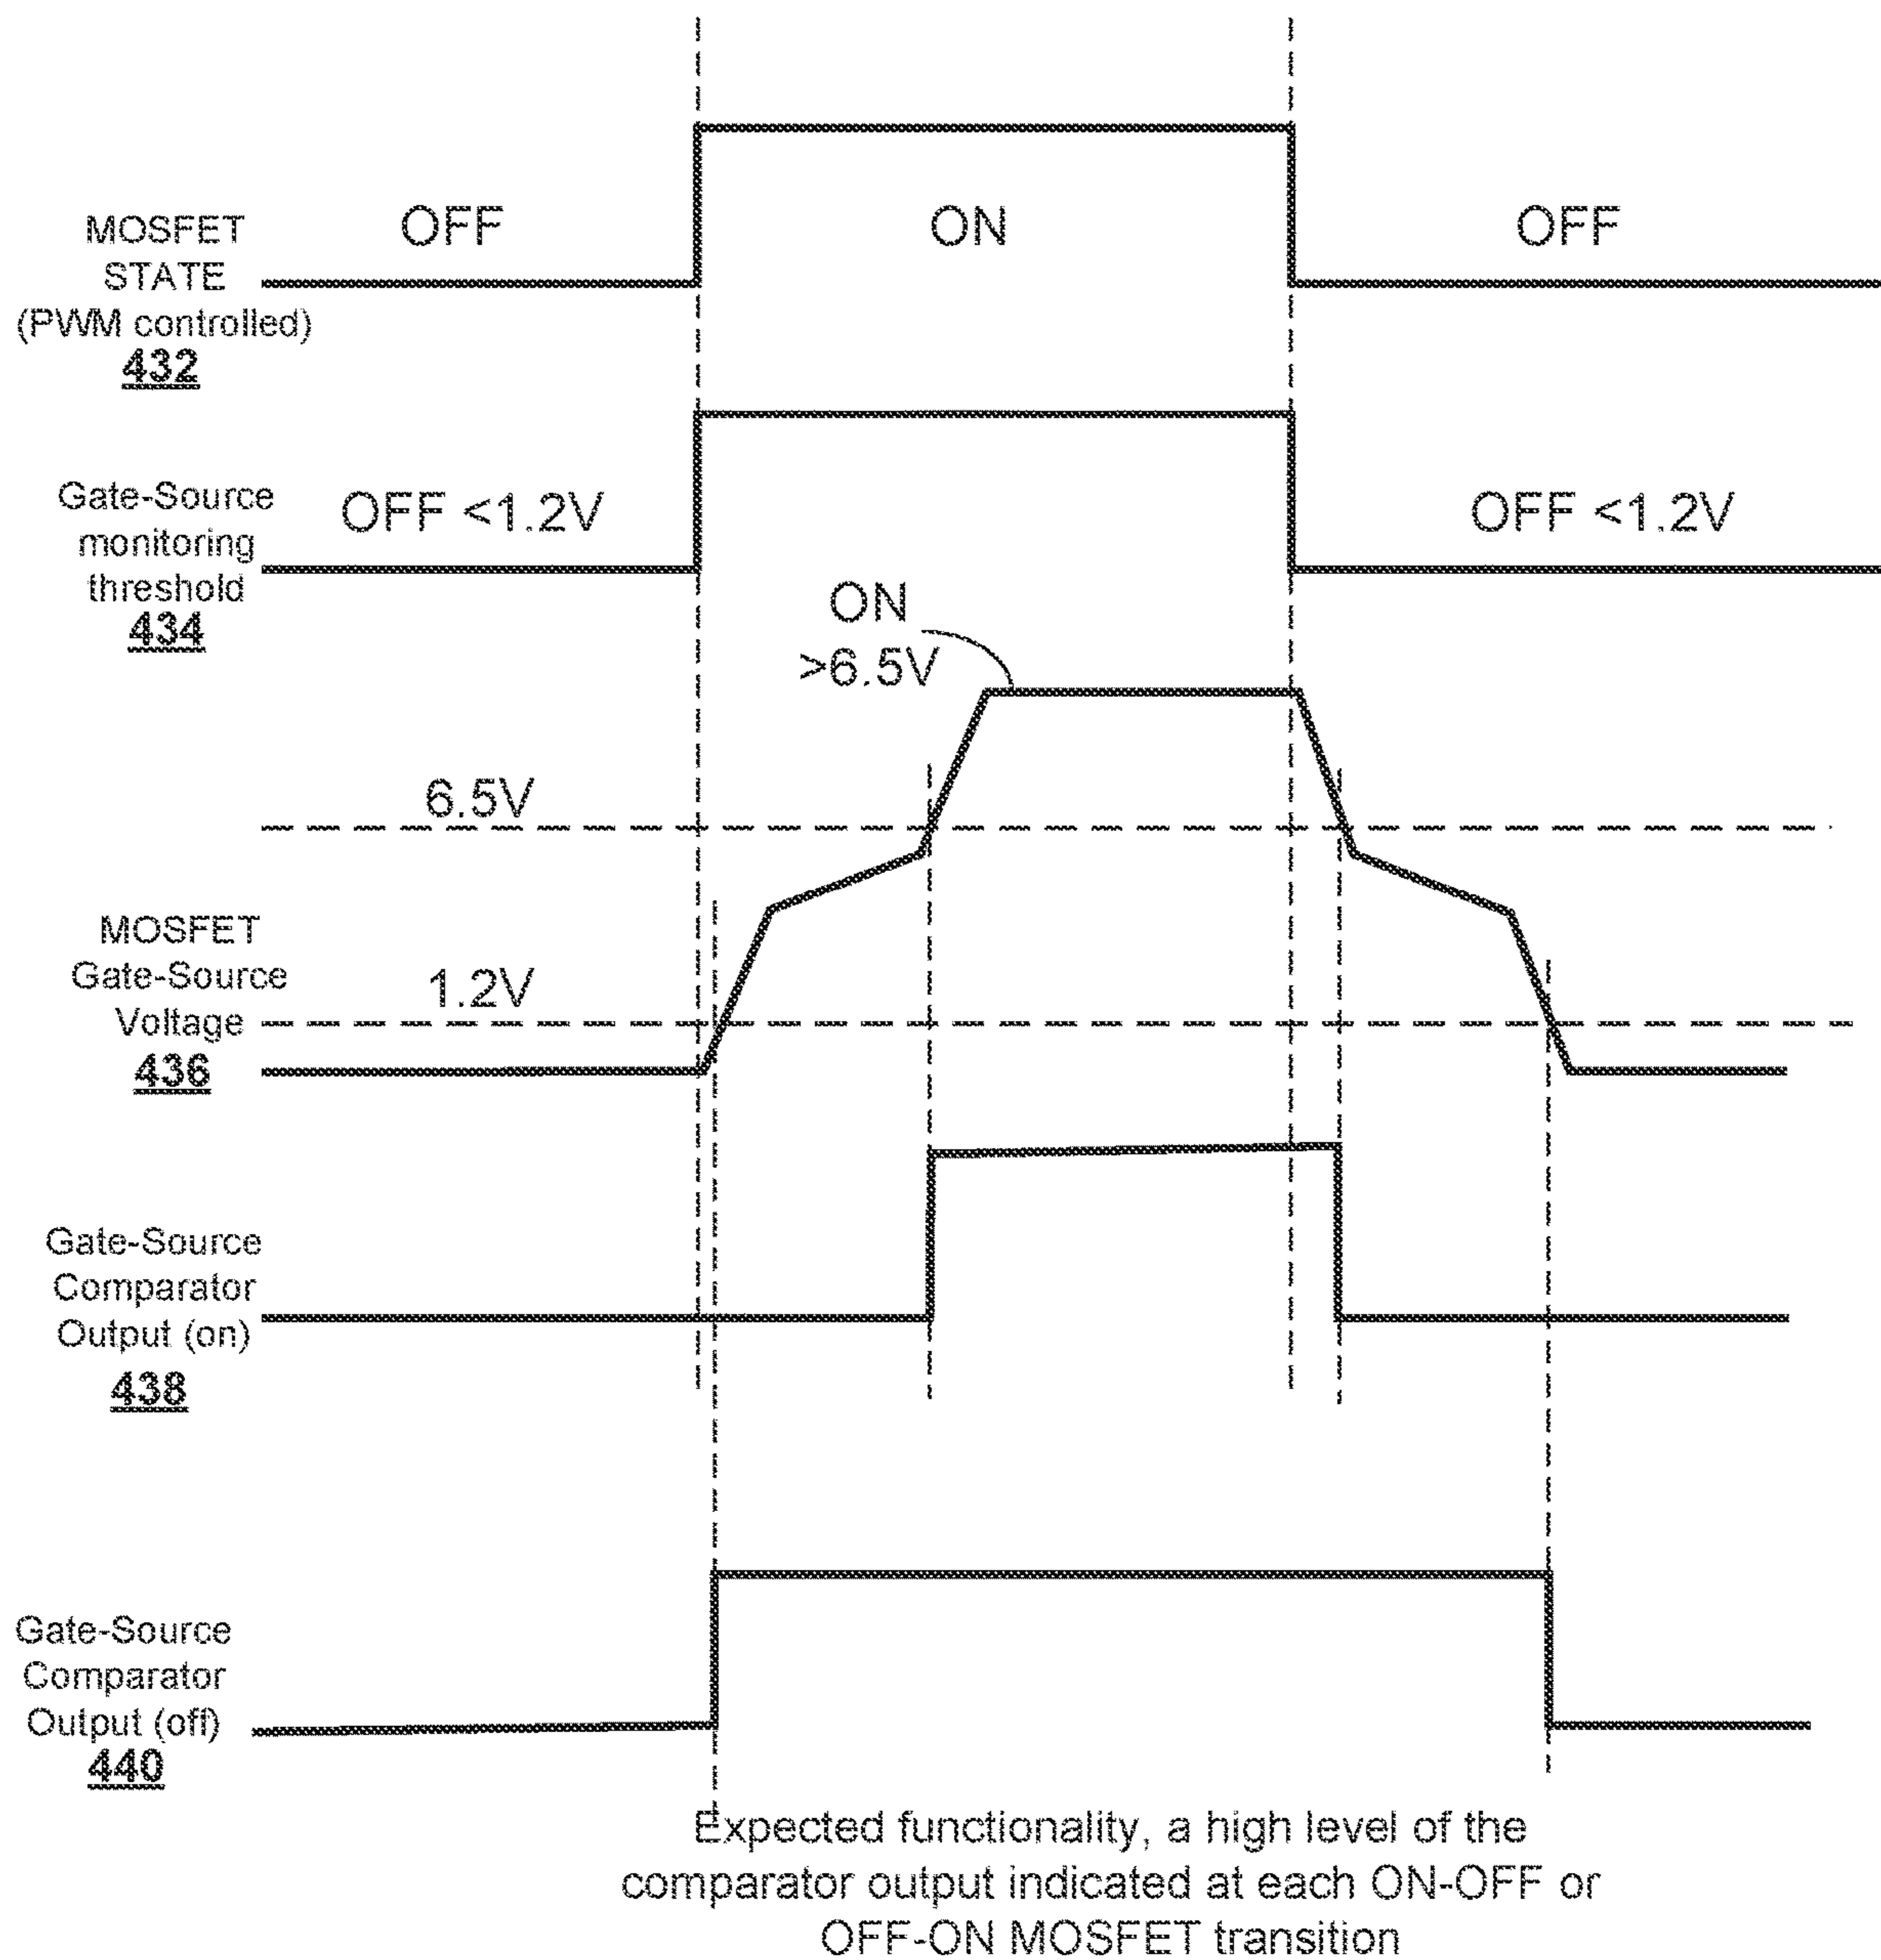 OFF
ON
OFF
MOSFET
STATE
(PWM controlled)
432
Gate-Source
monitoring
threshold
434
OFF <1.2V
OFF <1.2V
ON
>6.5V
6.5V
MOSFET
Gate-Source
Voltage
436
1.2V
Gate-Source
Comparator
Output (on)
438
Gate-Source
Comparator
Output (off)
440
Expected functionality, a high level of the
comparator output indicated at each ON-OFF or
OFF-ON MOSFET transition